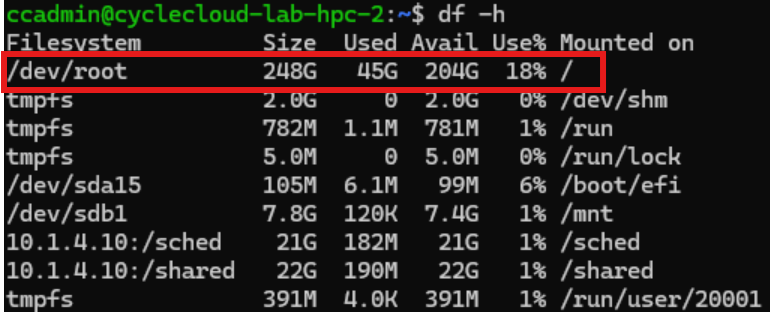 ccadmin@cyclecloud-lab-hpc-2:~$ df -h
Filesystem Size Used Avail Use% Mounted on
/dev/root 248G 45G 204G 18% /
tmpfs 2.0G 0 2.0G 0% /dev/shm
tmpfs 782M 1.1M 781M 1% /run
tmpfs 5.0M 0 5.0M 0% /run/lock
/dev/sda15 105M 6.1M 99M 6% /boot/efi
/dev/sdb1 7.8G 120K 7.4G 1% /mnt
10.1.4.10:/sched 21G 182M 21G 1% /sched
10.1.4.10:/shared 22G 190M 22G 1% /shared
tmpfs 391M 4.0K 391M 1% /run/user/20001